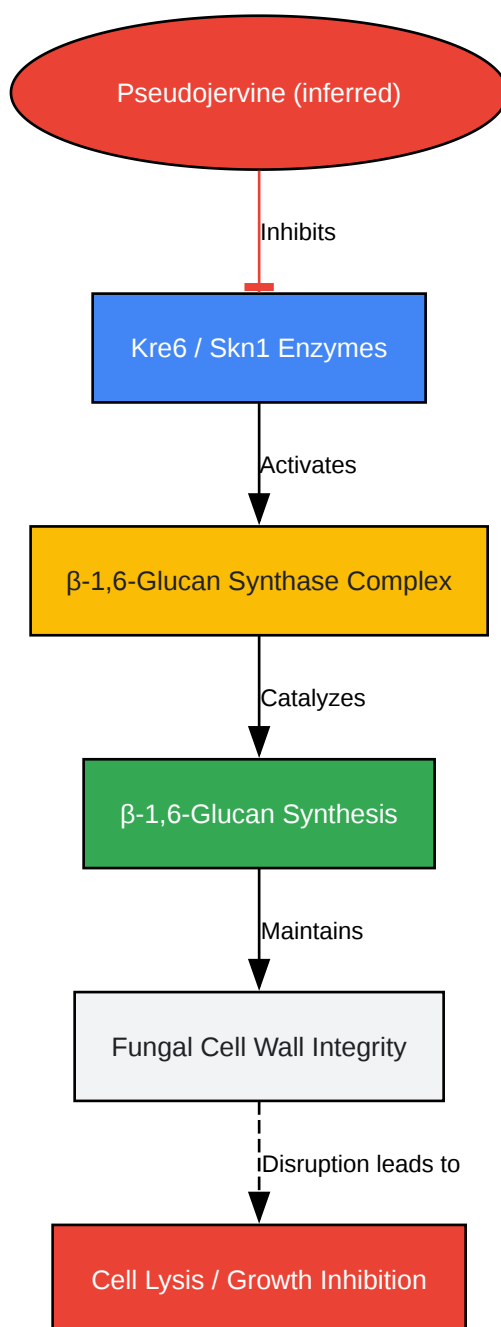 Pseudojervine (inferred)
Inhibits
Kre6 / Skn1 Enzymes
Activates
β-1,6-Glucan Synthase Complex
Catalyzes
β-1,6-Glucan Synthesis
Maintains
Fungal Cell Wall Integrity
Disruption leads to
Cell Lysis / Growth Inhibition